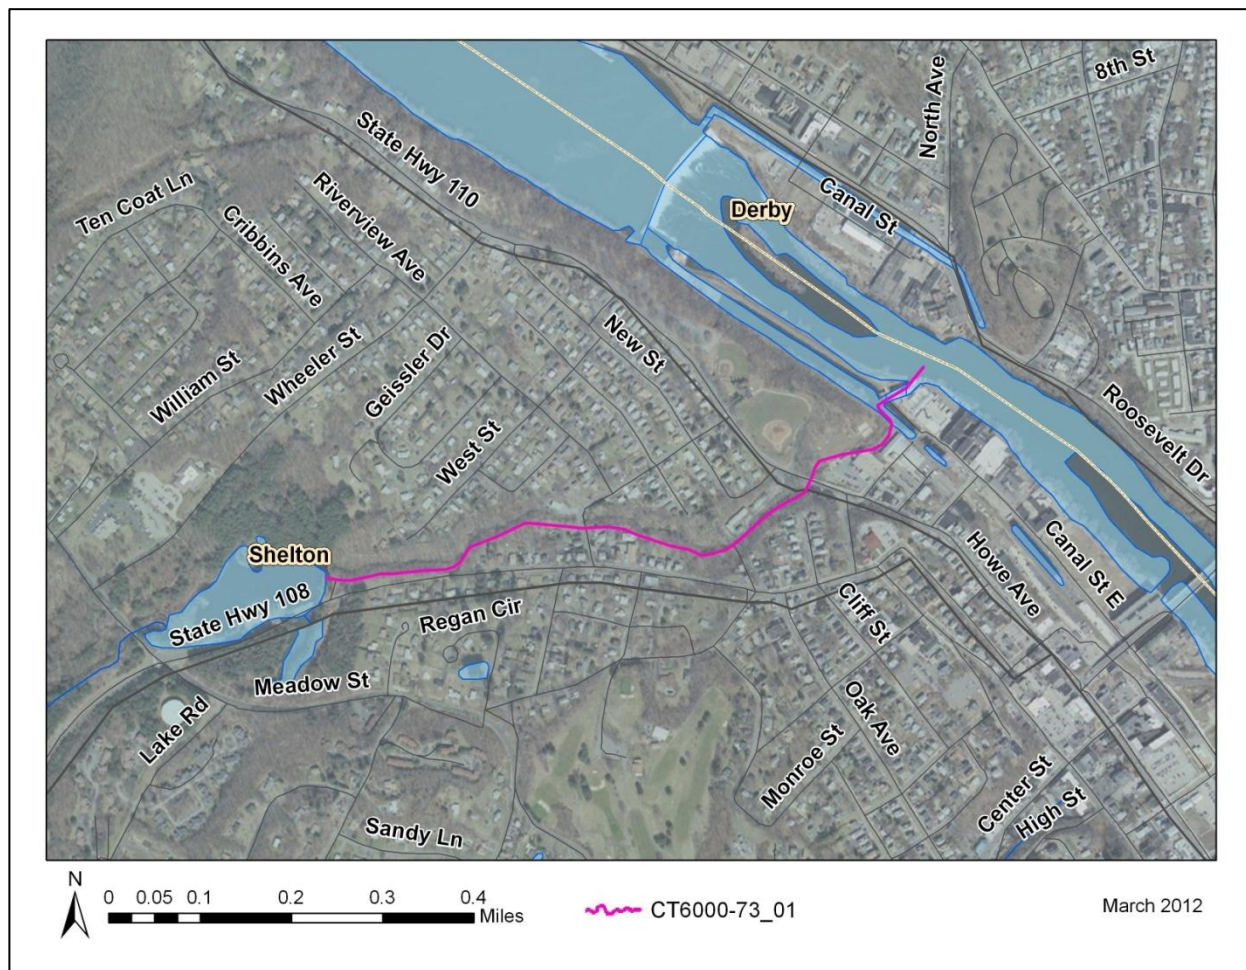 8th St
North Ave
State Hwy 110
Ten Coat Ln
Riverview Ave
Canal St
Derby
Cribbins Ave
New St
William St
Wheeler St
Geissler Dr
Roosevelt Dr
West St
Shelton
State Hwy 108
Howe Ave
Canal St E
Regan Cir
Cliff St
Meadow St
Lake Rd
Oak Ave
Monroe St
Center St
High St
Sandy Ln
N
0 0.05 0.1 0.2 0.3 0.4
Miles
CT6000-73_01
March 2012